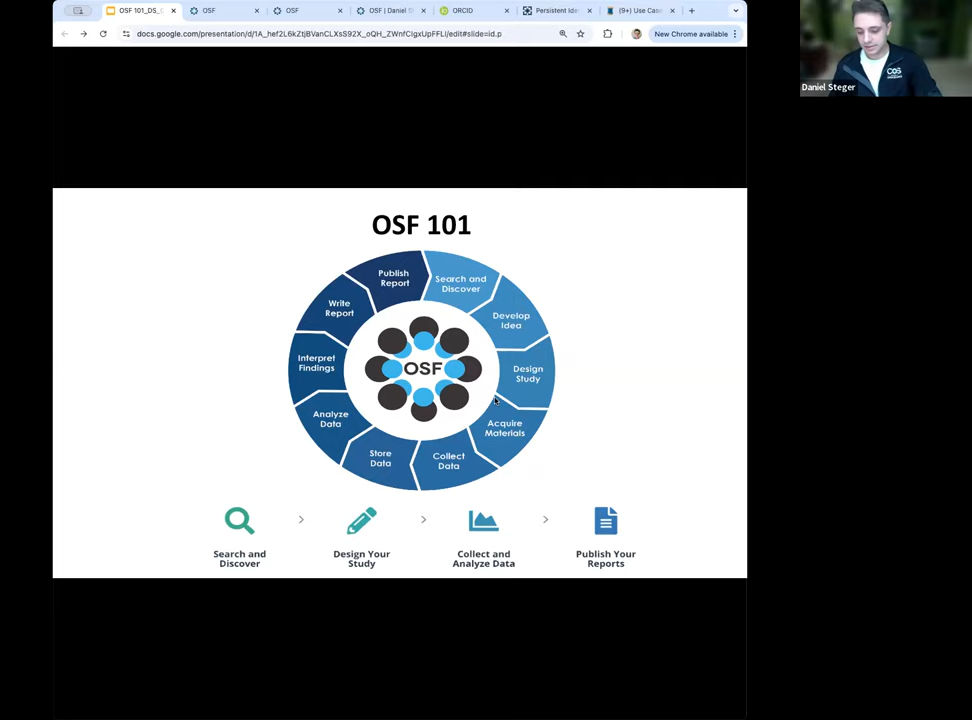 OSF 101_DS_
OSF
OSF
OSF | Daniel S
ORCID
Persistent Ide
(9+) Use Case
docs.google.com/presentation/d/1A_hef2L6kZtjBVanCLXsS92X_oQH_ZWnfCIgxUpFFLI/edit#slide=id.p
New Chrome available
Daniel Steger
COS
OSF 101
Publish
Report
Search and
Discover
Write
Report
Develop
Idea
Interpret
Findings
OSF
Design
Study
Analyze
Data
Acquire
Materials
Store
Data
Collect
Data
Search and
Discover
Design Your
Study
Collect and
Analyze Data
Publish Your
Reports